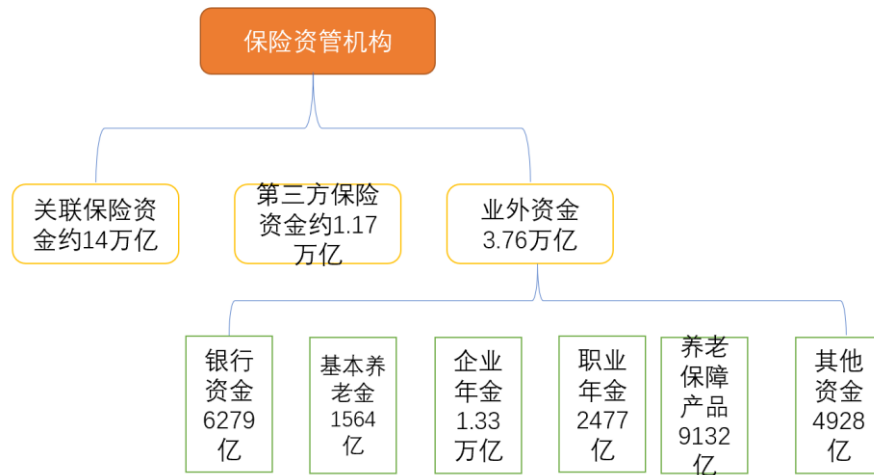 保险资管机构
关联保险资
金约14万亿
第三方保险
资金约1.17
万亿
业外资金
3.76万亿
银行
资金
6279
亿
基本养
老金
1564
亿
企业
年金
1.33
万亿
职业
年金
2477
亿
养老
保障
产品
9132
亿
其他
资金
4928
亿